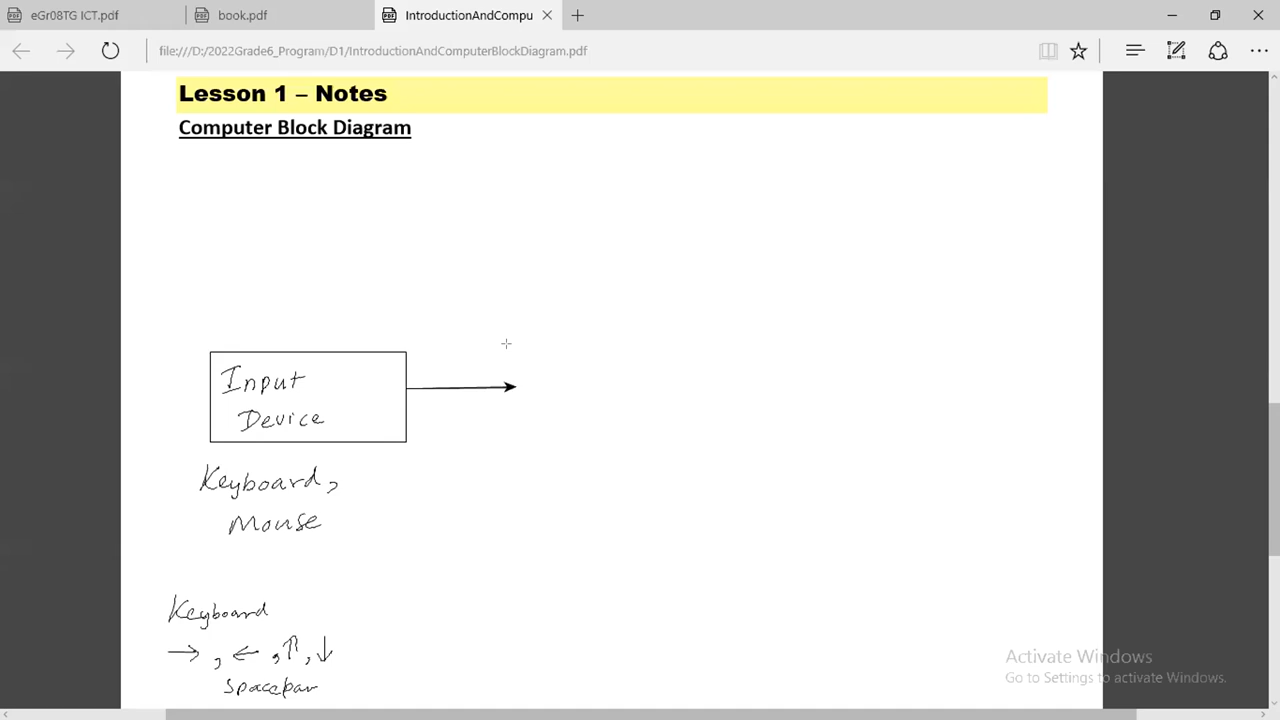 eGr08TG ICT.pdf
book.pdf
IntroductionAndCompu
file:///D:/2022Grade6_Program/D1/IntroductionAndComputerBlockDiagram.pdf
Lesson 1 – Notes
Computer Block Diagram
Input
Device
Keyboard,
Mouse
Keyboard
→, ←, ↑, ↓
Spacebar
Activate Windows
Go to Settings to activate Windows.